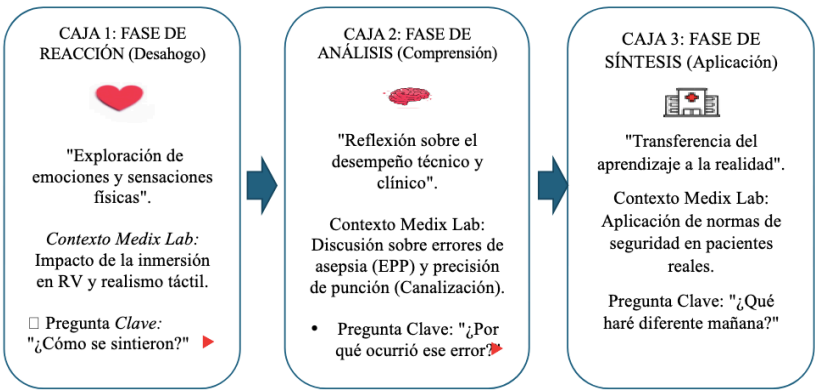 CAJA 1: FASE DE
REACCIÓN (Desahogo)
"Exploración de
emociones y sensaciones
físicas".
Contexto Medix Lab:
Impacto de la inmersión
en RV y realismo táctil.
□ Pregunta Clave:
"¿Cómo se sintieron?"
CAJA 2: FASE DE
ANÁLISIS (Comprensión)
"Reflexión sobre el
desempeño técnico y
clínico".
Contexto Medix Lab:
Discusión sobre errores de
asepsia (EPP) y precisión
de punción (Canalización).
• Pregunta Clave: "¿Por
qué ocurrió ese error?"
CAJA 3: FASE DE
SÍNTESIS (Aplicación)
"Transferencia del
aprendizaje a la realidad".
Contexto Medix Lab:
Aplicación de normas de
seguridad en pacientes
reales.
Pregunta Clave: "¿Qué
haré diferente mañana?"